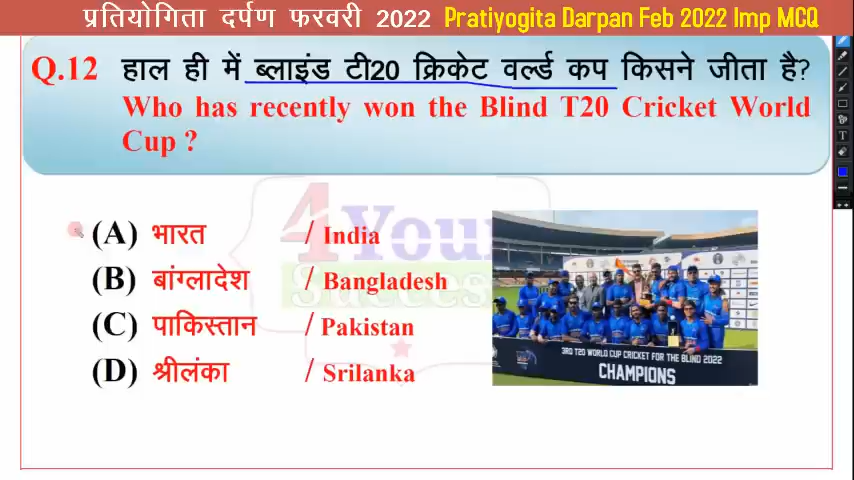 प्रतियोगिता दर्पण फरवरी 2022 Pratiyogita Darpan Feb 2022 Imp MCQ
Q.12 हाल ही में ब्लाइंड टी20 क्रिकेट वर्ल्ड कप किसने जीता है?
Who has recently won the Blind T20 Cricket World
Cup ?
4Your
Success
(A) भारत / India
(B) बांग्लादेश / Bangladesh
(C) पाकिस्तान / Pakistan
(D) श्रीलंका / Srilanka
3RD T20 WORLD CUP CRICKET FOR THE BLIND 2022
CHAMPIONS